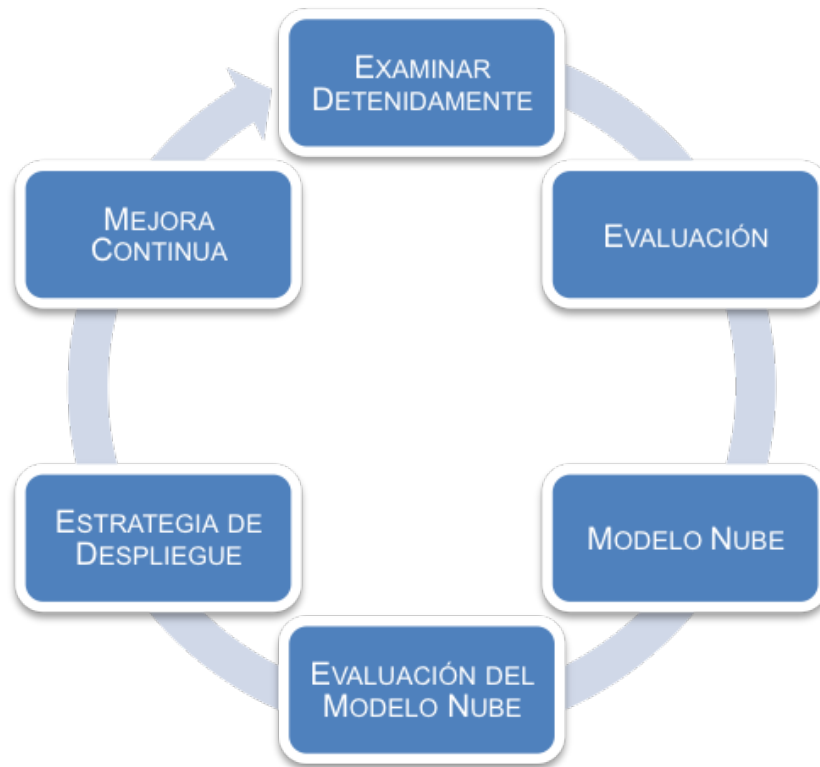 EXAMINAR
DETENIDAMENTE
EVALUACIÓN
MODELO NUBE
EVALUACIÓN DEL
MODELO NUBE
ESTRATEGIA DE
DESPLIEGUE
MEJORA
CONTINUA